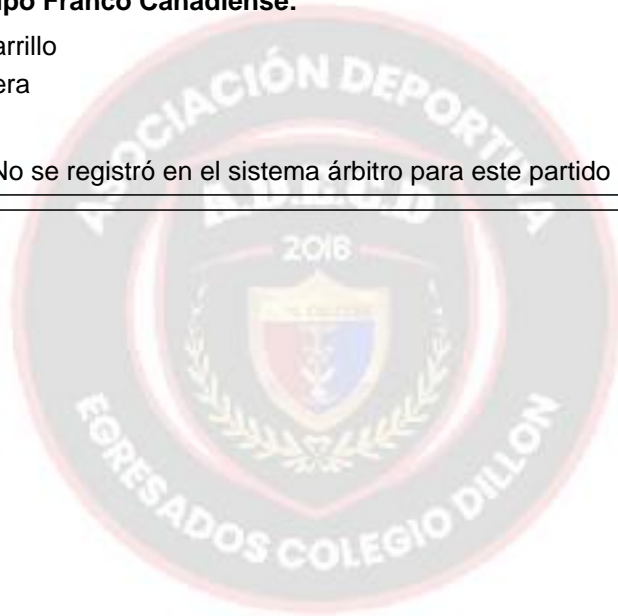 po Franco Canadiense:
arrillo
era
No se registró en el sistema árbitro para este partido
ASOCIACIÓN DEPORTIVA
A.D.E.C.D
2018
EGRESADOS COLEGIO DILLON